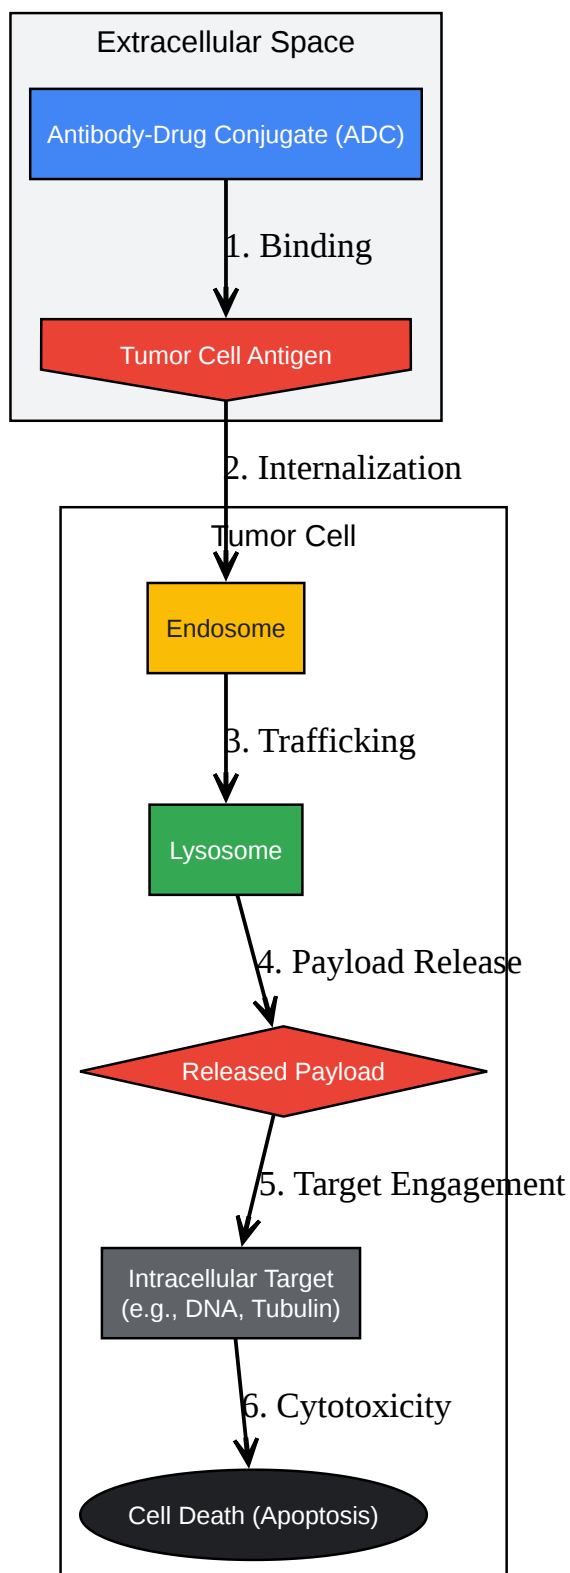 Extracellular Space
Antibody-Drug Conjugate (ADC)
1. Binding
Tumor Cell Antigen
2. Internalization
Tumor Cell
Endosome
3. Trafficking
Lysosome
4. Payload Release
Released Payload
5. Target Engagement
Intracellular Target
(e.g., DNA, Tubulin)
6. Cytotoxicity
Cell Death (Apoptosis)